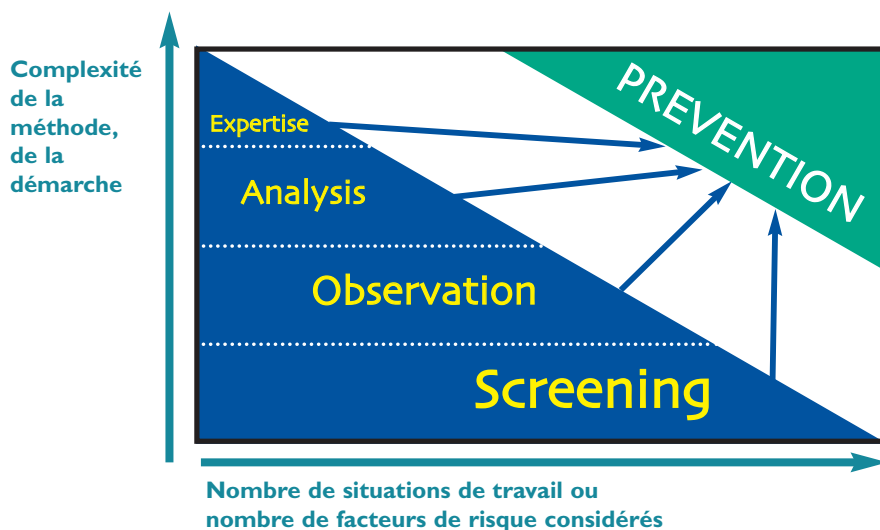 Complexité
de la
méthode,
de la
démarche
Expertise
Analysis
Observation
Screening
PREVENTION
Nombre de situations de travail ou
nombre de facteurs de risque considérés